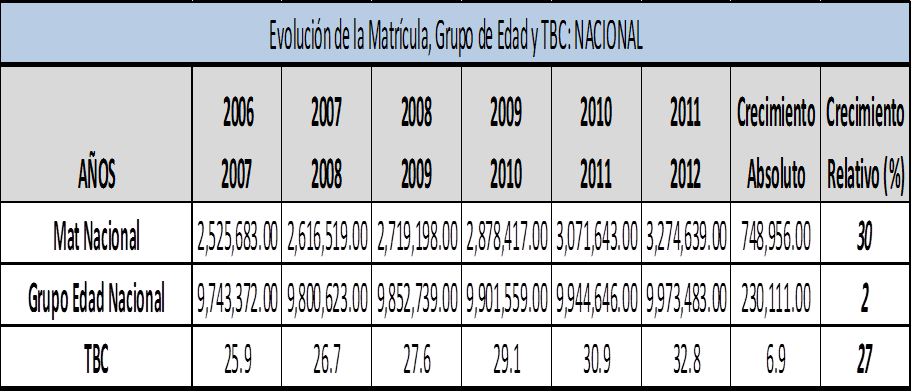 Evolución de la Matrícula, Grupo de Edad y TBC: NACIONAL
AÑOS 2006 2007 2007 2008 2008 2009 2009 2010 2010 2011 2011 2012 Crecimiento Absoluto Crecimiento Relativo (%)
Mat Nacional 2,525,683.00 2,616,519.00 2,719,198.00 2,878,417.00 3,071,643.00 3,274,639.00 748,956.00 30
Grupo Edad Nacional 9,743,372.00 9,800,623.00 9,852,739.00 9,901,559.00 9,944,646.00 9,973,483.00 230,111.00 2
TBC 25.9 26.7 27.6 29.1 30.9 32.8 6.9 27